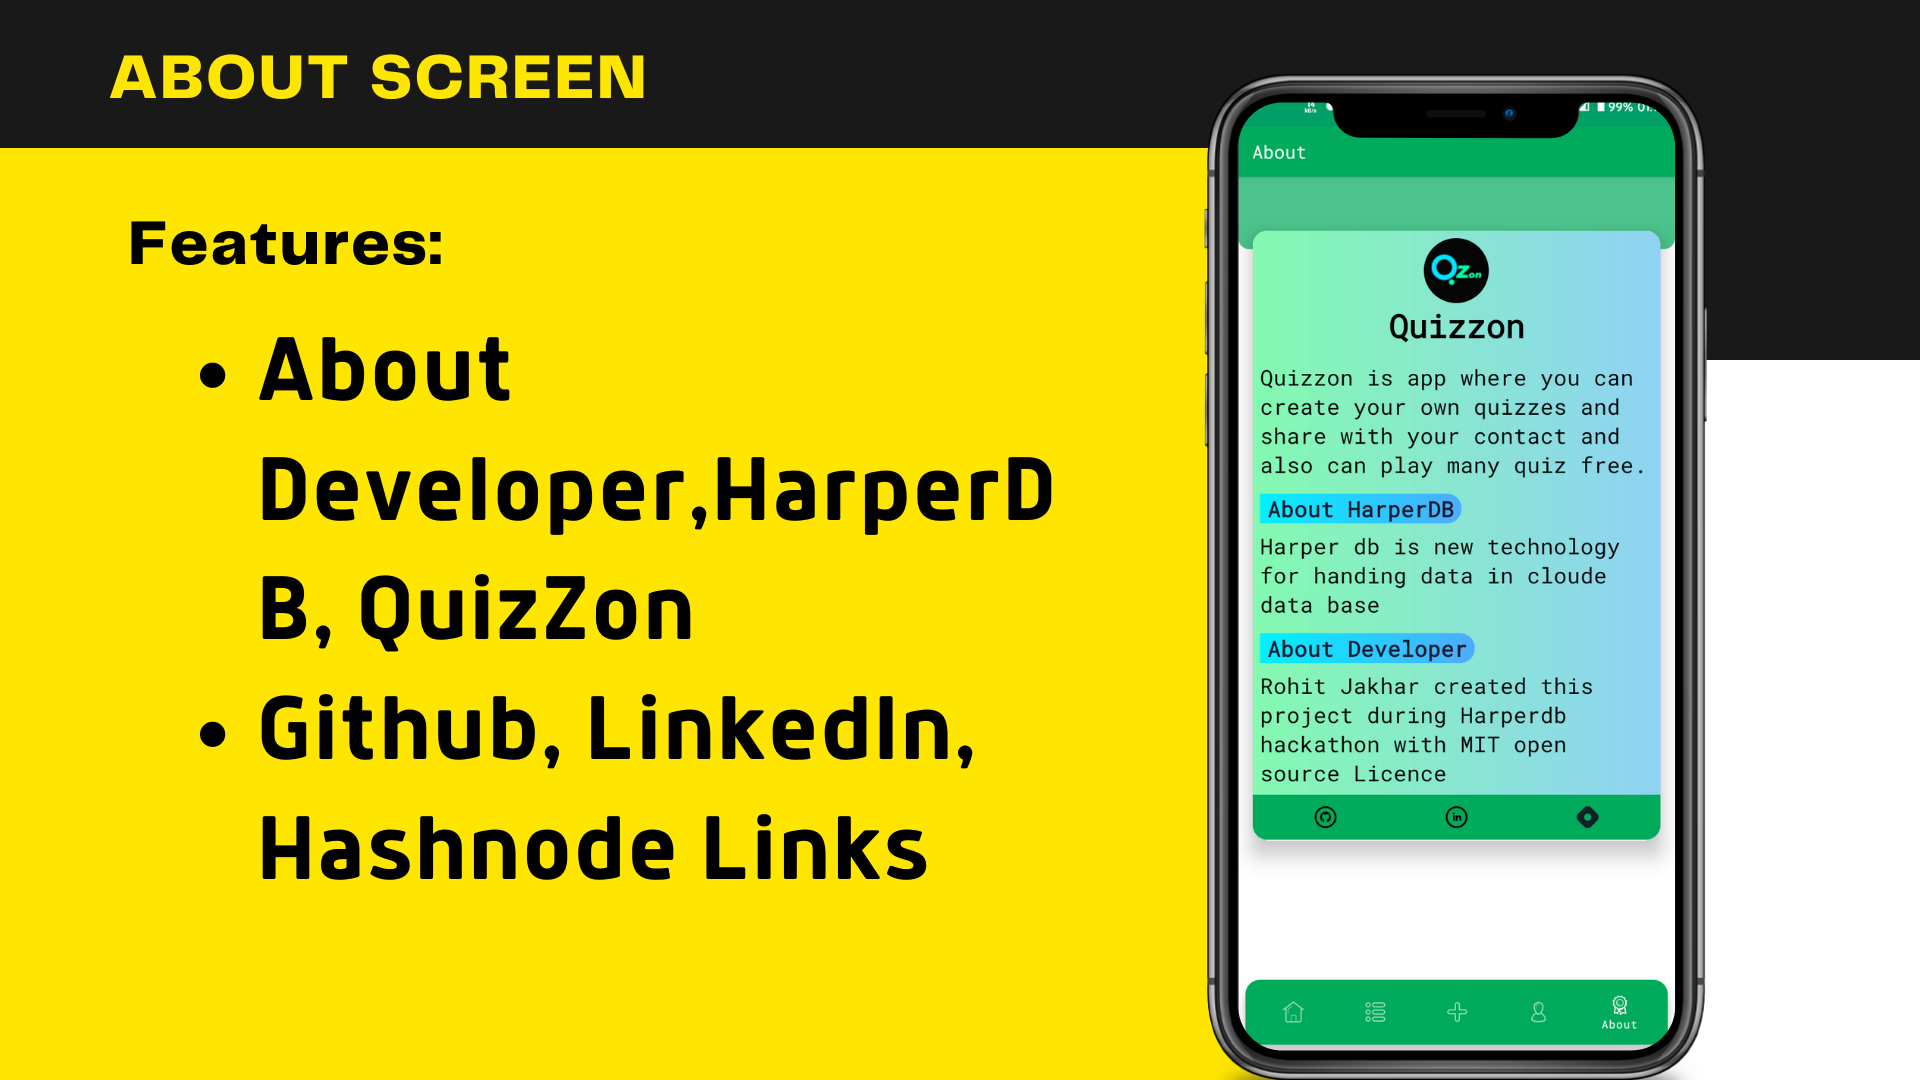 ABOUT SCREEN
Features:
• About
Developer,HarperD
B, QuizZon
• Github, LinkedIn,
Hashnode Links
99%
About
Qzon
Quizzon
Quizzon is app where you can
create your own quizzes and
share with your contact and
also can play many quiz free.
About HarperDB
Harper db is new technology
for handing data in cloude
data base
About Developer
Rohit Jakhar created this
project during Harperdb
hackathon with MIT open
source Licence
in
About